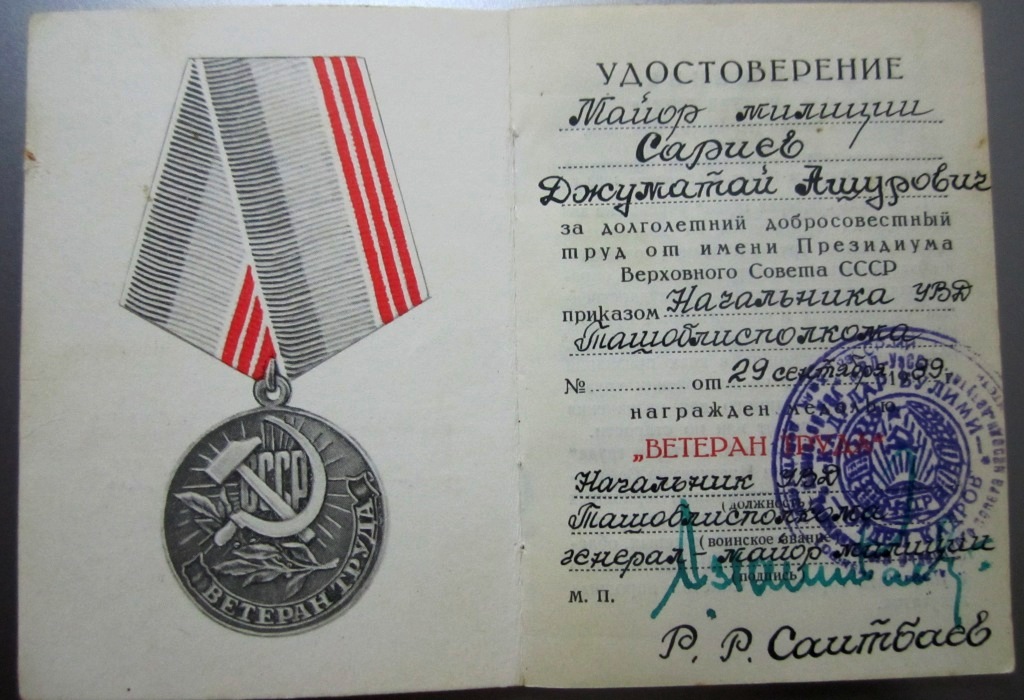 СССР
ВЕТЕРАН ТРУДА
УДОСТОВЕРЕНИЕ
Майор милиции
Сариев
Джуматай Ашурович
за долголетний добросовестный
труд от имени Президиума
Верховного Совета СССР
приказом Начальника УВД
Ташоблисполкома
№ от 29 сентября 1989 г.
награжден медалью
„ВЕТЕРАН ТРУДА"
Начальник УВД
(должность)
Ташоблисполкома
(воинское звание
генерал-майор милиции
(подпись)
М. П.
Р. Р. Саитбаев